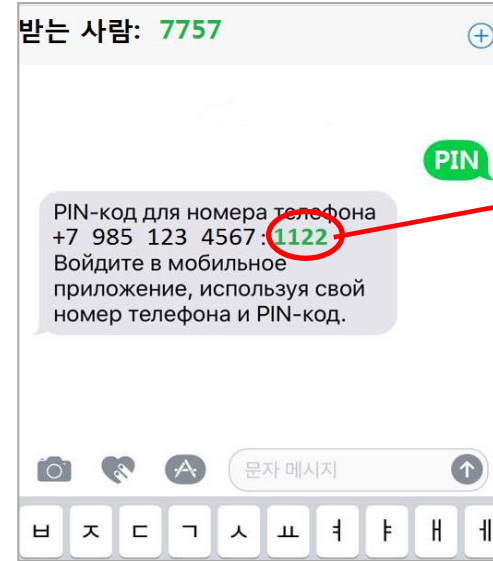 받는 사람: 7757
PIN
PIN-код для номера телефона
+7 985 123 4567:1122
Войдите в мобильное
приложение, используя свой
номер телефона и PIN-код.
문자 메시지
ㅂ ㅈ ㄷ ㄱ ㅅ ㅛ ㅕ ㅑ ㅐ ㅔ